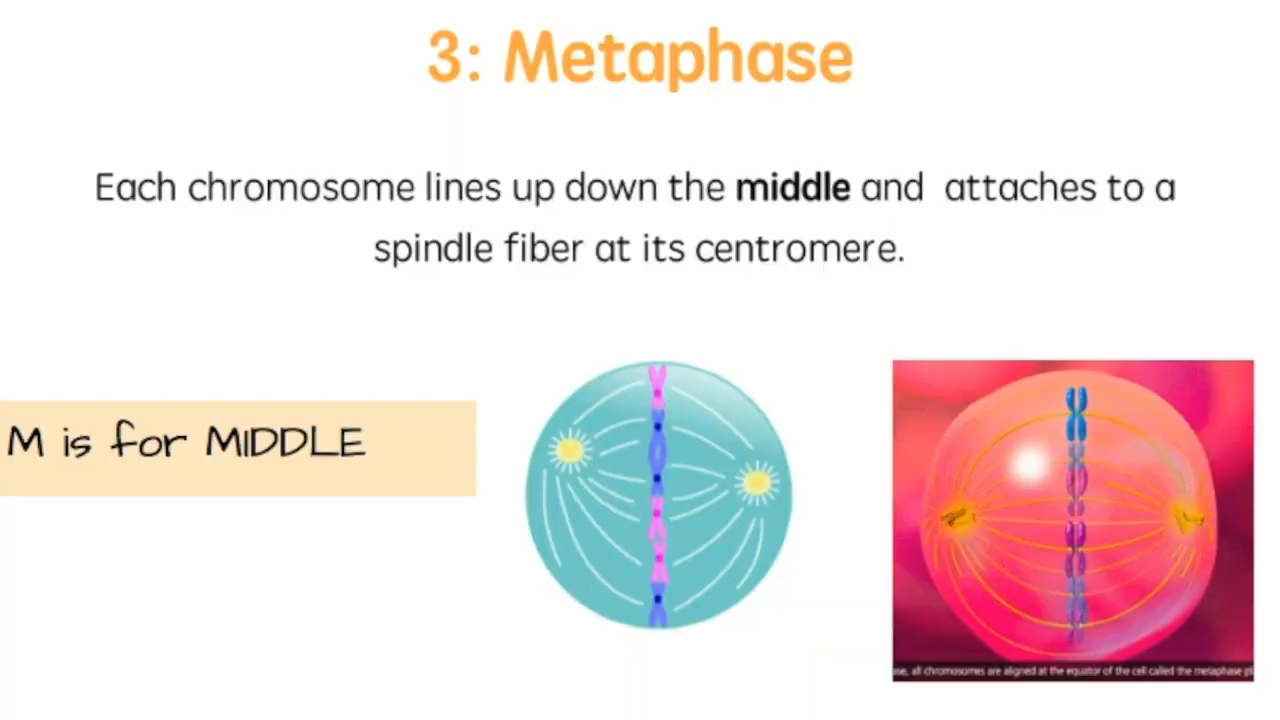 3: Metaphase
Each chromosome lines up down the middle and attaches to a
spindle fiber at its centromere.
M is for MIDDLE
all chromosomes are aligned at the equator of the cell called the metaphase